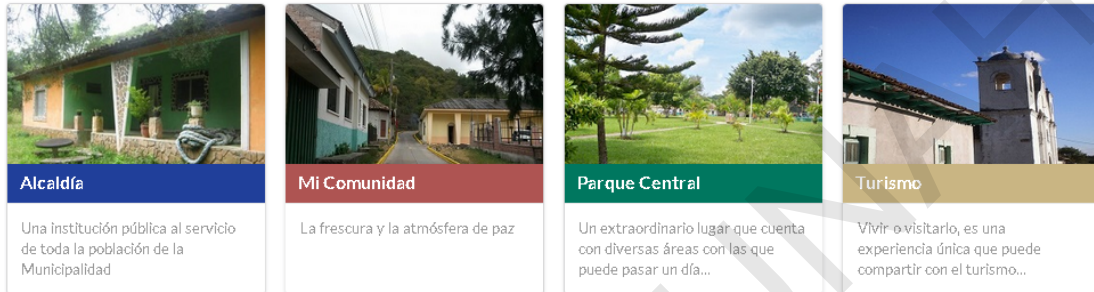 Alcaldía
Una institución pública al servicio
de toda la población de la
Municipalidad
Mi Comunidad
La frescura y la atmósfera de paz
Parque Central
Un extraordinario lugar que cuenta
con diversas áreas con las que
puede pasar un día...
Turismo
Vivir o visitarlo, es una
experiencia única que puede
compartir con el turismo...